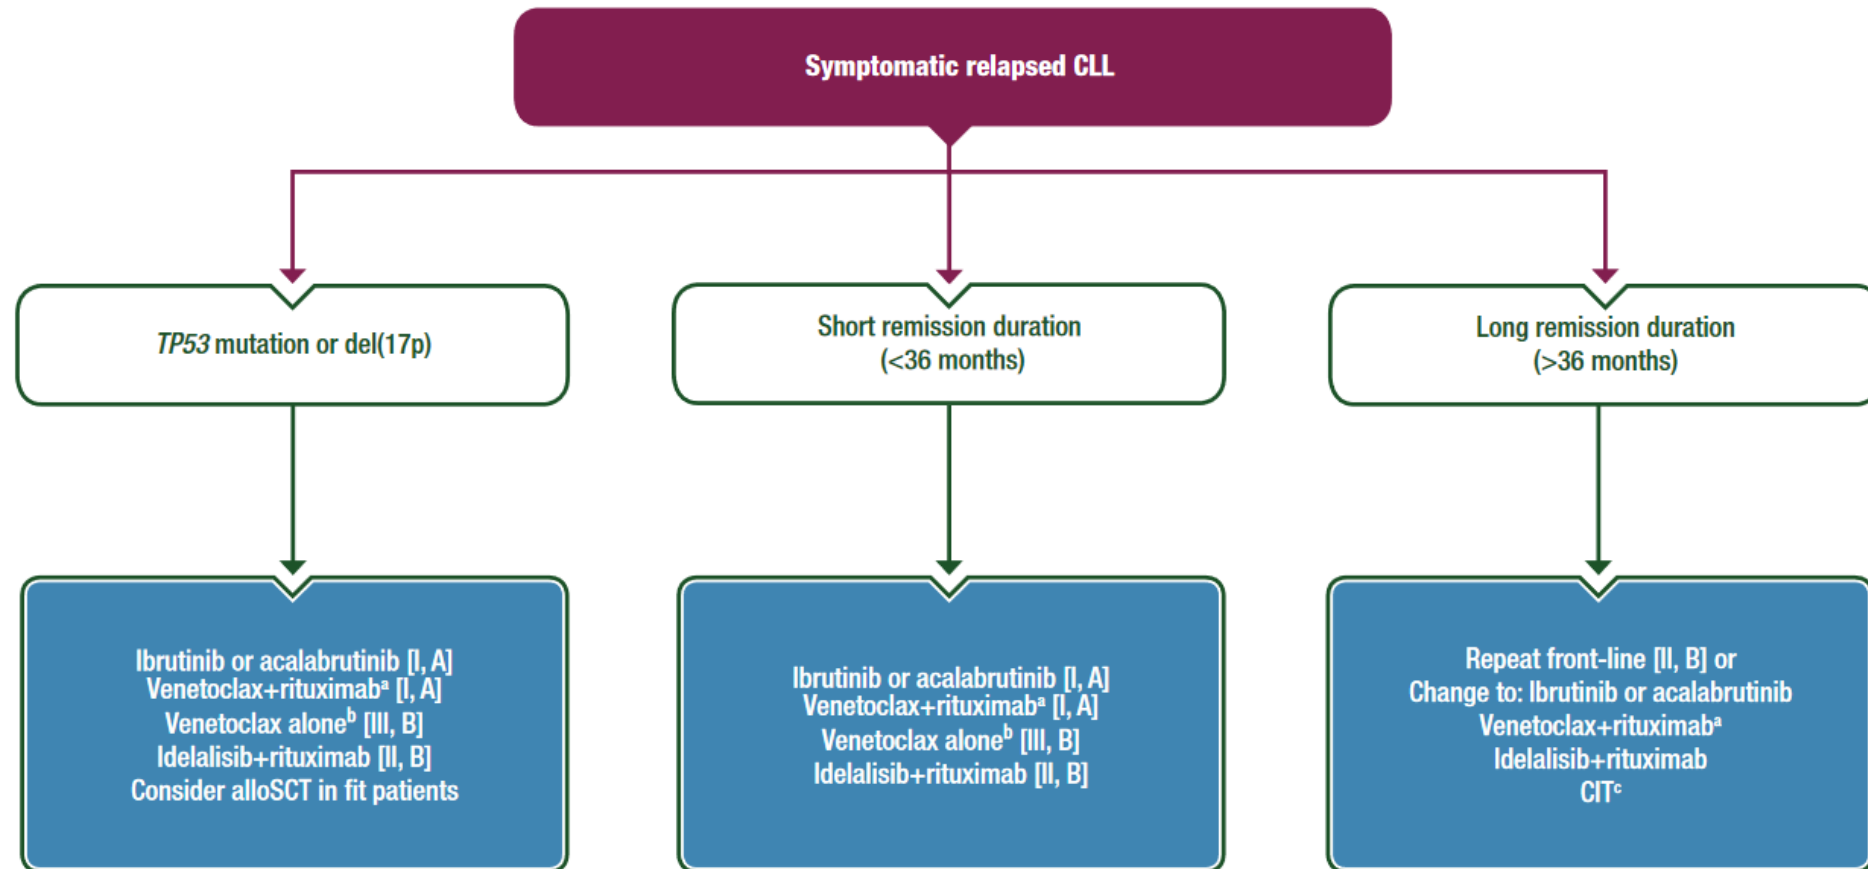 Symptomatic relapsed CLL
TP53 mutation or del(17p)
Short remission duration
(<36 months)
Long remission duration
(>36 months)
Ibrutinib or acalabrutinib [I, A]
Venetoclax+rituximabᵃ [I, A]
Venetoclax aloneᵇ [III, B]
Idelalisib+rituximab [II, B]
Consider alloSCT in fit patients
Ibrutinib or acalabrutinib [I, A]
Venetoclax+rituximabᵃ [I, A]
Venetoclax aloneᵇ [III, B]
Idelalisib+rituximab [II, B]
Repeat front-line [II, B] or
Change to: Ibrutinib or acalabrutinib
Venetoclax+rituximabᵃ
Idelalisib+rituximab
CITᶜ